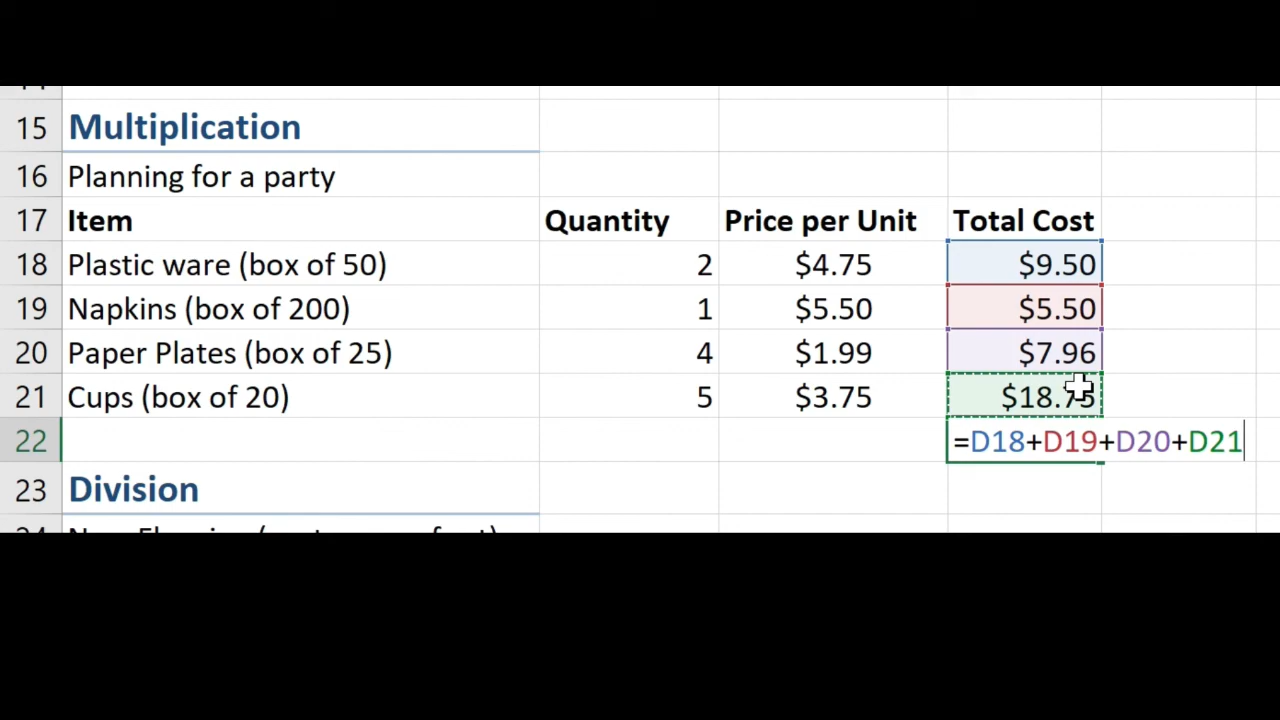 15 Multiplication
16 Planning for a party
17 Item Quantity Price per Unit Total Cost
18 Plastic ware (box of 50) 2 $4.75 $9.50
19 Napkins (box of 200) 1 $5.50 $5.50
20 Paper Plates (box of 25) 4 $1.99 $7.96
21 Cups (box of 20) 5 $3.75 $18.75
22 =D18+D19+D20+D21
23 Division